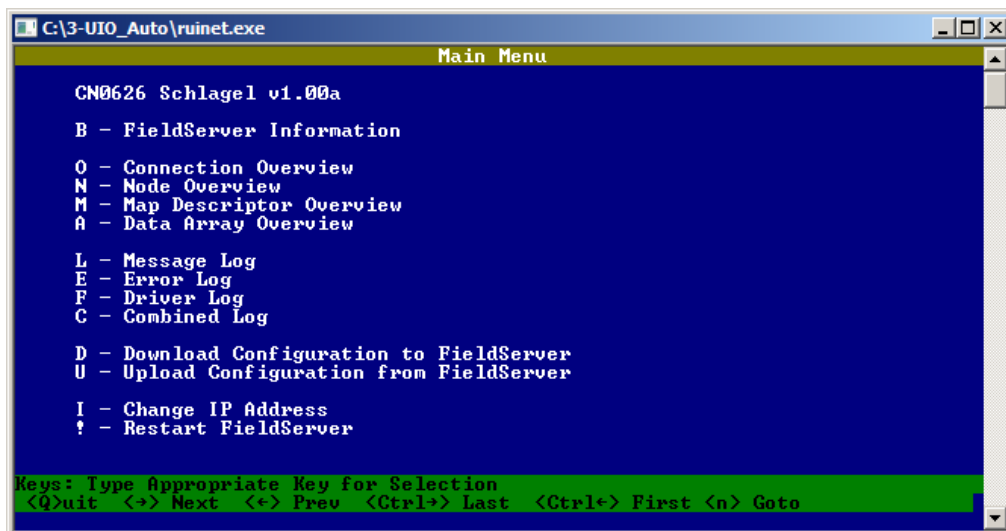 C:\3-UIO_Auto\ruinet.exe
Main Menu
CN0626 Schlagel v1.00a
B - FieldServer Information
O - Connection Overview
N - Node Overview
M - Map Descriptor Overview
A - Data Array Overview
L - Message Log
E - Error Log
F - Driver Log
C - Combined Log
D - Download Configuration to FieldServer
U - Upload Configuration from FieldServer
I - Change IP Address
! - Restart FieldServer
Keys: Type Appropriate Key for Selection
<Q>uit <→> Next <←> Prev <Ctrl→> Last <Ctrl←> First <n> Goto